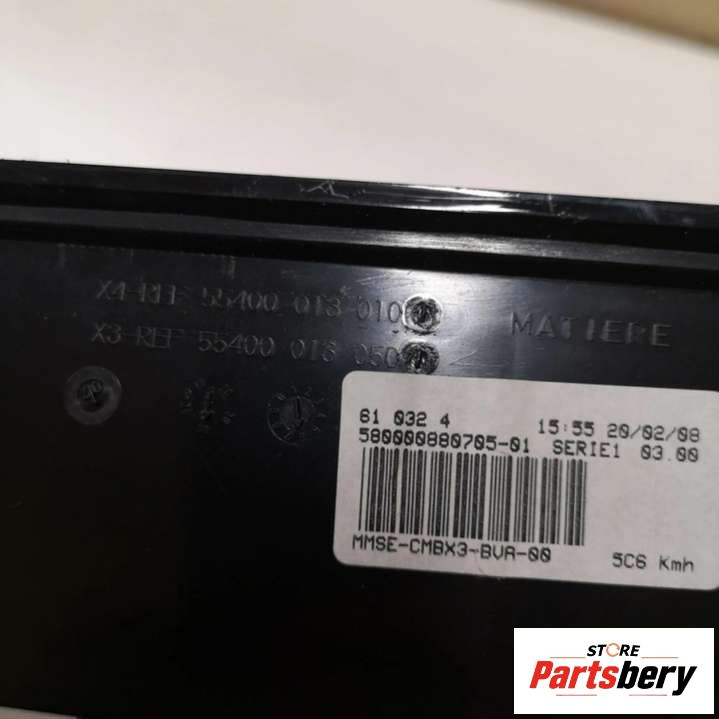 X4-REF 55400 013 010
X3-REF 55400 013 050
MATIERE
61 032 4 15:55 20/02/08
580000880705-01 SERIE1 03.00
MMSE-CMBX3-BVA-00
5C6 Kmh
STORE
Partsbery